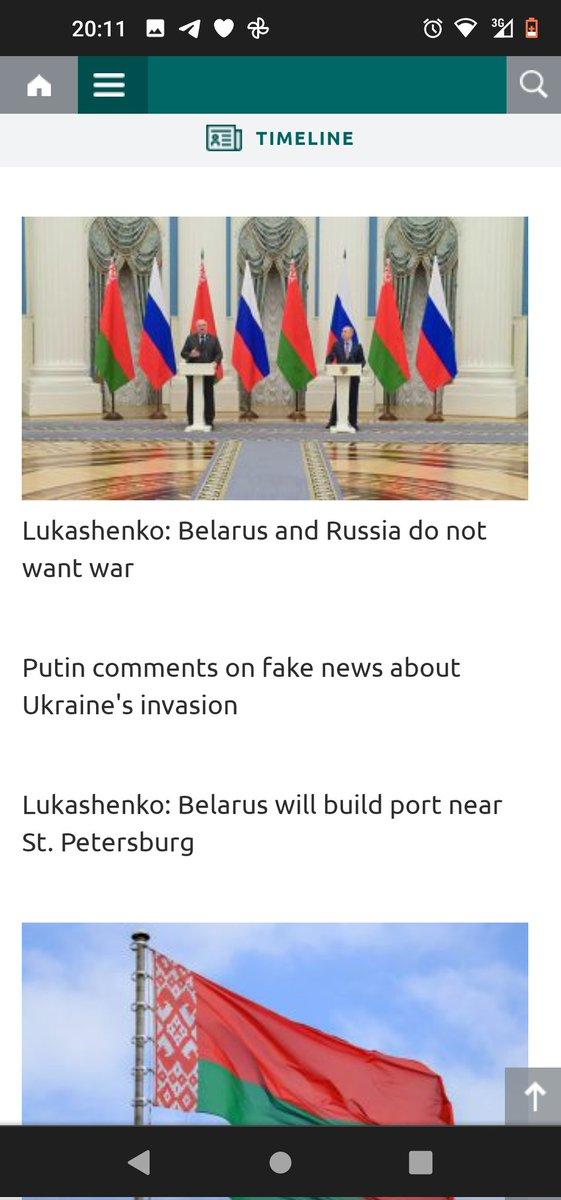 20:11
3G
TIMELINE
Lukashenko: Belarus and Russia do not
want war
Putin comments on fake news about
Ukraine's invasion
Lukashenko: Belarus will build port near
St. Petersburg